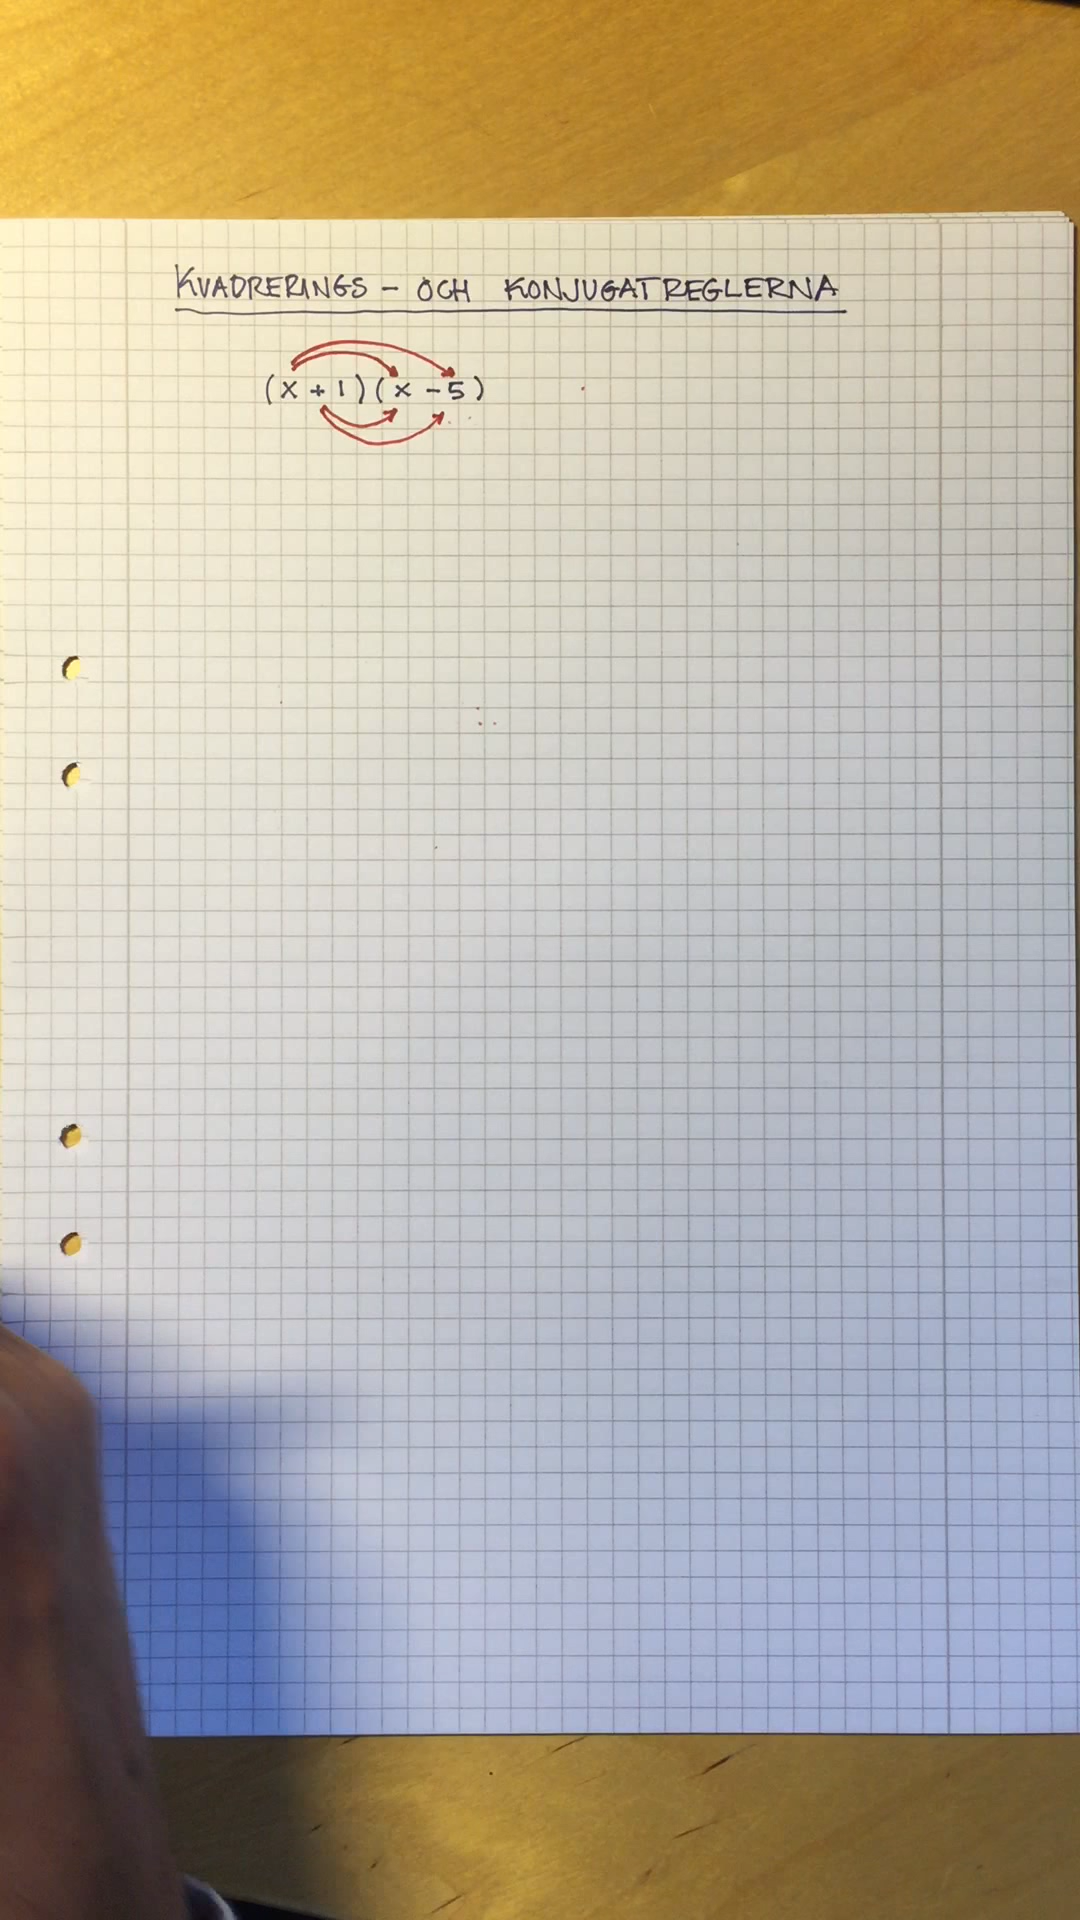 KVADRERINGS - OCH KONJUGATREGLERNA
(x + 1)(x - 5)